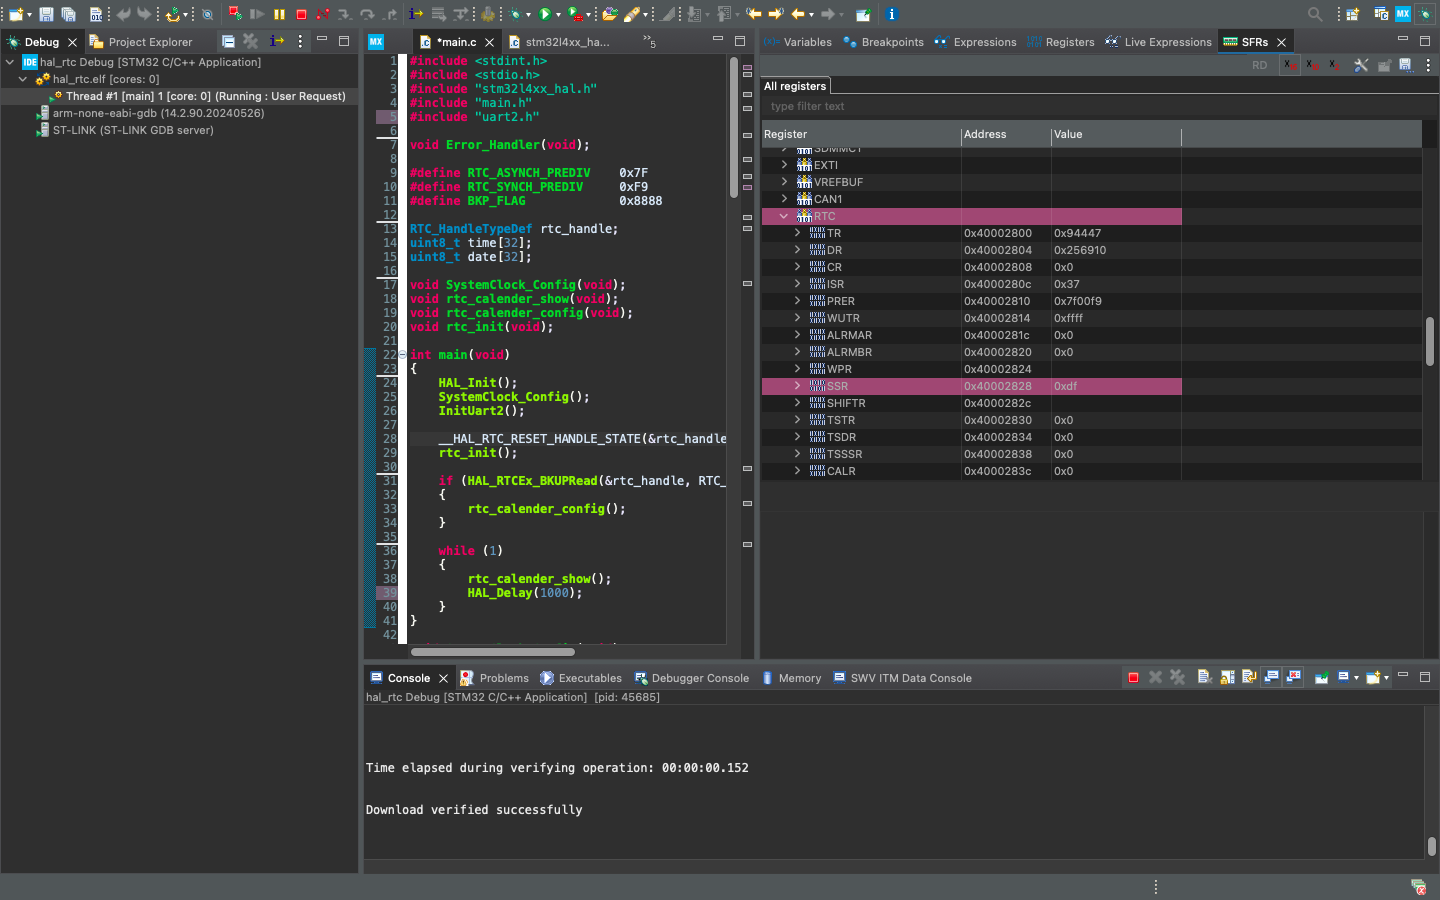 Debug
Project Explorer
hal_rtc Debug [STM32 C/C++ Application]
hal_rtc.elf [cores: 0]
Thread #1 [main] 1 [core: 0] (Running : User Request)
arm-none-eabi-gdb (14.2.90.20240526)
ST-LINK (ST-LINK GDB server)
MX
*main.c
stm32l4xx_ha...
»5
1 #include <stdint.h>
2 #include <stdio.h>
3 #include "stm32l4xx_hal.h"
4 #include "main.h"
5 #include "uart2.h"
6
7 void Error_Handler(void);
8
9 #define RTC_ASYNCH_PREDIV    0x7F
10 #define RTC_SYNCH_PREDIV     0xF9
11 #define BKP_FLAG             0x8888
12
13 RTC_HandleTypeDef rtc_handle;
14 uint8_t time[32];
15 uint8_t date[32];
16
17 void SystemClock_Config(void);
18 void rtc_calender_show(void);
19 void rtc_calender_config(void);
20 void rtc_init(void);
21
22 int main(void)
23 {
24     HAL_Init();
25     SystemClock_Config();
26     InitUart2();
27
28     __HAL_RTC_RESET_HANDLE_STATE(&rtc_handle
29     rtc_init();
30
31     if (HAL_RTCEx_BKUPRead(&rtc_handle, RTC_
32     {
33         rtc_calender_config();
34     }
35
36     while (1)
37     {
38         rtc_calender_show();
39         HAL_Delay(1000);
40     }
41 }
42
Variables
Breakpoints
Expressions
Registers
Live Expressions
SFRs
RD
All registers
type filter text
Register Address Value
SDMMC1
EXTI
VREFBUF
CAN1
RTC
TR 0x40002800 0x94447
DR 0x40002804 0x256910
CR 0x40002808 0x0
ISR 0x4000280c 0x37
PRER 0x40002810 0x7f00f9
WUTR 0x40002814 0xffff
ALRMAR 0x4000281c 0x0
ALRMBR 0x40002820 0x0
WPR 0x40002824
SSR 0x40002828 0xdf
SHIFTR 0x4000282c
TSTR 0x40002830 0x0
TSDR 0x40002834 0x0
TSSSR 0x40002838 0x0
CALR 0x4000283c 0x0
Console
Problems
Executables
Debugger Console
Memory
SWV ITM Data Console
hal_rtc Debug [STM32 C/C++ Application]  [pid: 45685]
Time elapsed during verifying operation: 00:00:00.152
Download verified successfully